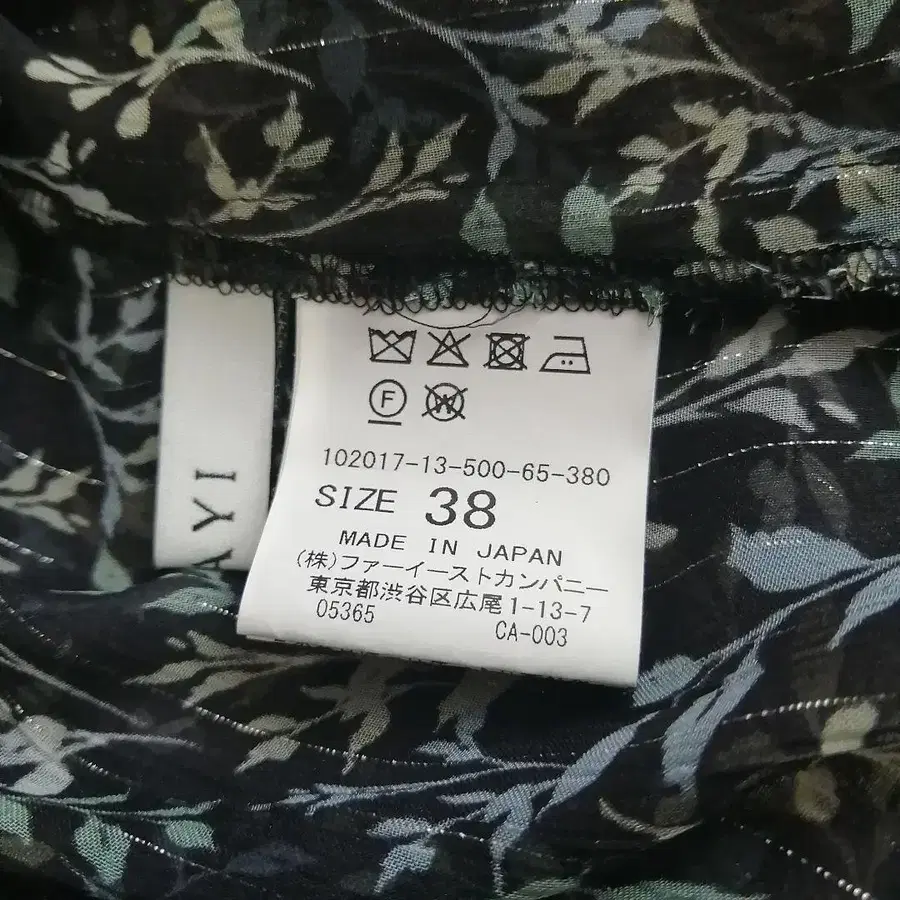 F
W
102017-13-500-65-380
SIZE 38
MADE IN JAPAN
(株)ファーイーストカンパニー
東京都渋谷区広尾1-13-7
05365 CA-003
AYI